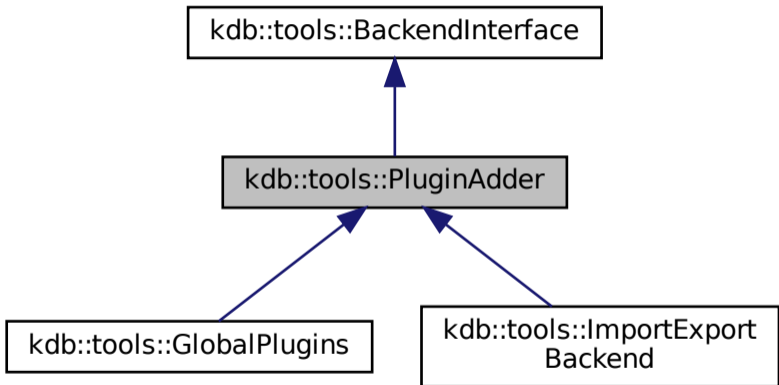 kdb::tools::BackendInterface
kdb::tools::PluginAdder
kdb::tools::GlobalPlugins
kdb::tools::ImportExport
Backend